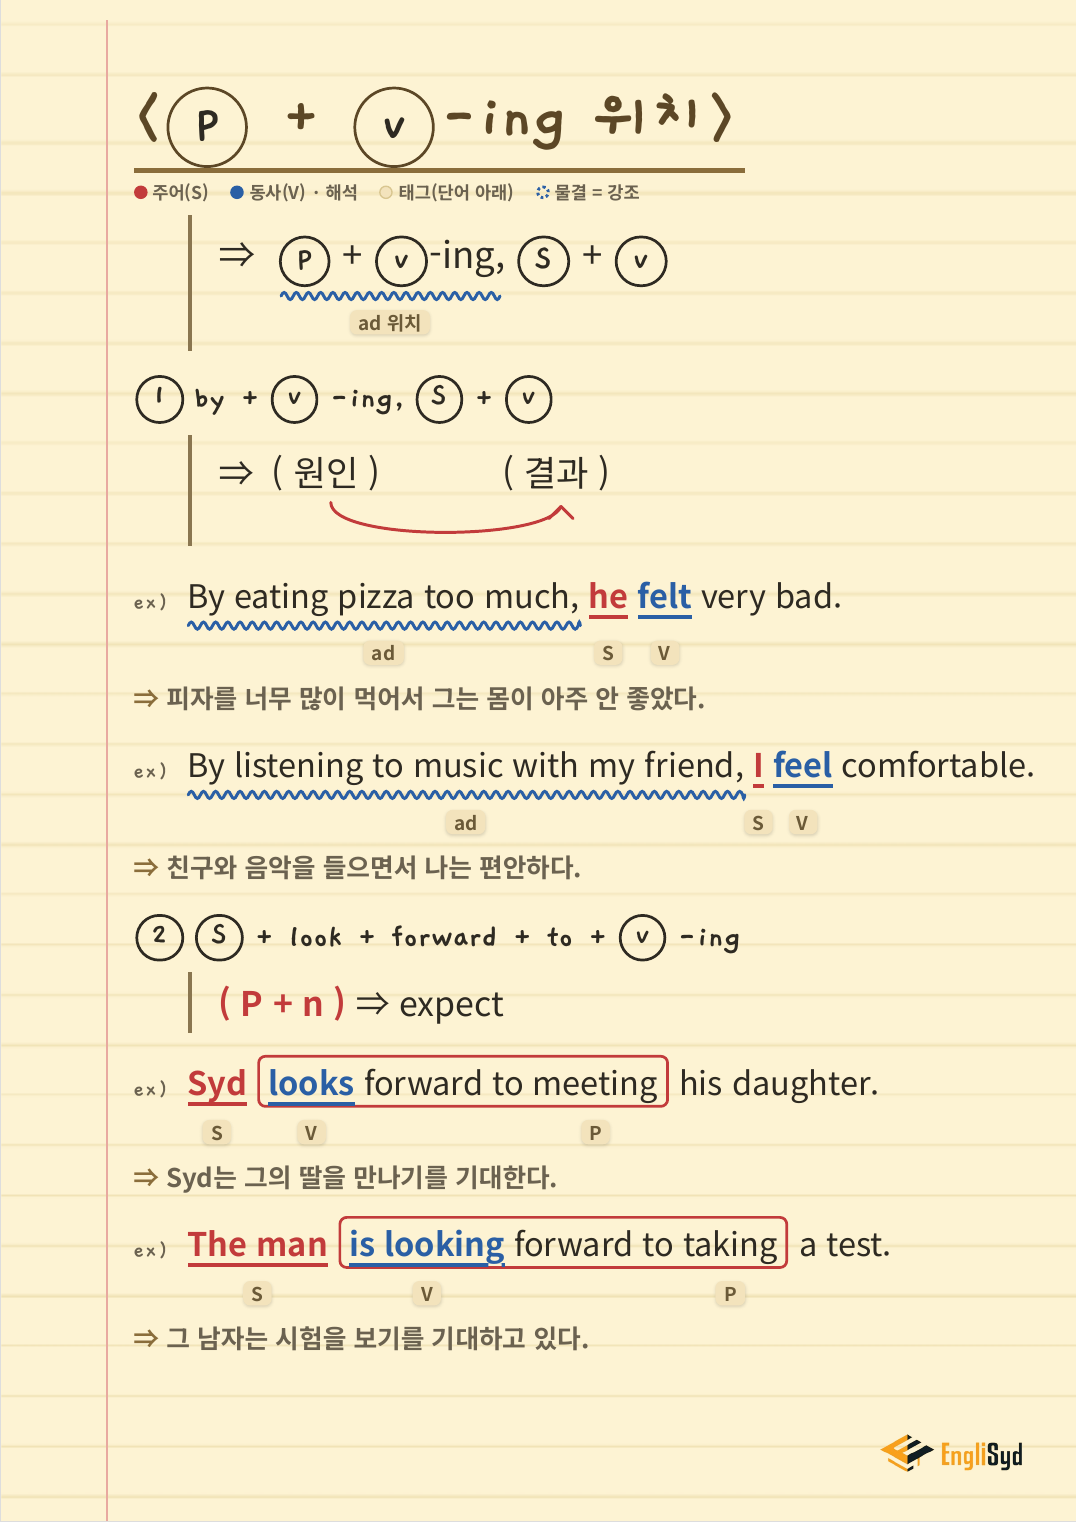 < P + v -ing 위치 >
주어(S) 동사(V) · 해석 태그(단어 아래) 물결 = 강조
⇒ P + v -ing, S + v
ad 위치
1 by + v -ing, S + v
⇒ ( 원인 ) ( 결과 )
ex) By eating pizza too much, he felt very bad.
ad S V
⇒ 피자를 너무 많이 먹어서 그는 몸이 아주 안 좋았다.
ex) By listening to music with my friend, I feel comfortable.
ad S V
⇒ 친구와 음악을 들으면서 나는 편안하다.
2 S + look + forward + to + v -ing
( P + n ) ⇒ expect
ex) Syd looks forward to meeting his daughter.
S V P
⇒ Syd는 그의 딸을 만나기를 기대한다.
ex) The man is looking forward to taking a test.
S V P
⇒ 그 남자는 시험을 보기를 기대하고 있다.
EngliSyd